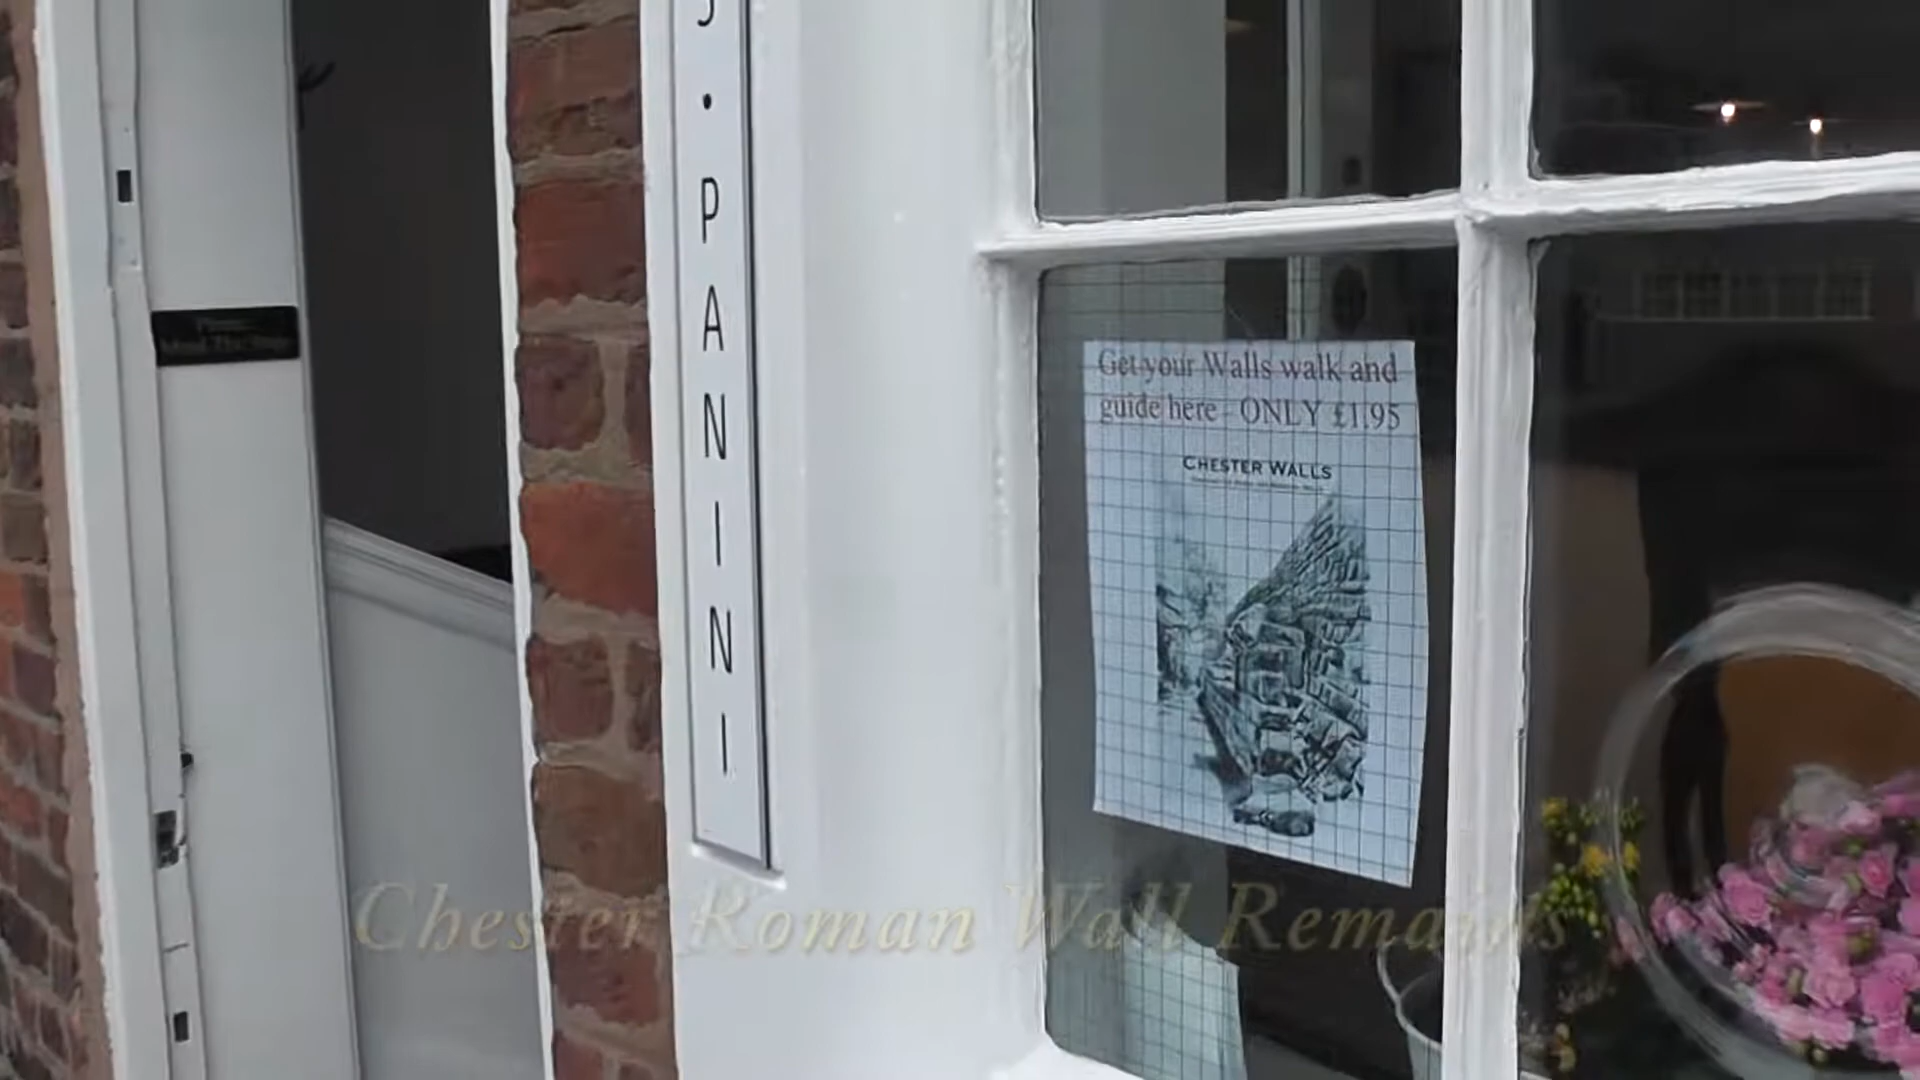 S • PANINI
Get your Walls walk and
guide here - ONLY £1.95
CHESTER WALLS
Chester Roman Wall Remains